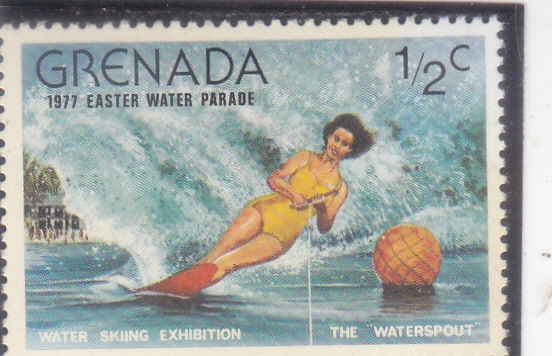 GRENADA 1/2c
1977 EASTER WATER PARADE
WATER SKIING EXHIBITION THE "WATERSPOUT"